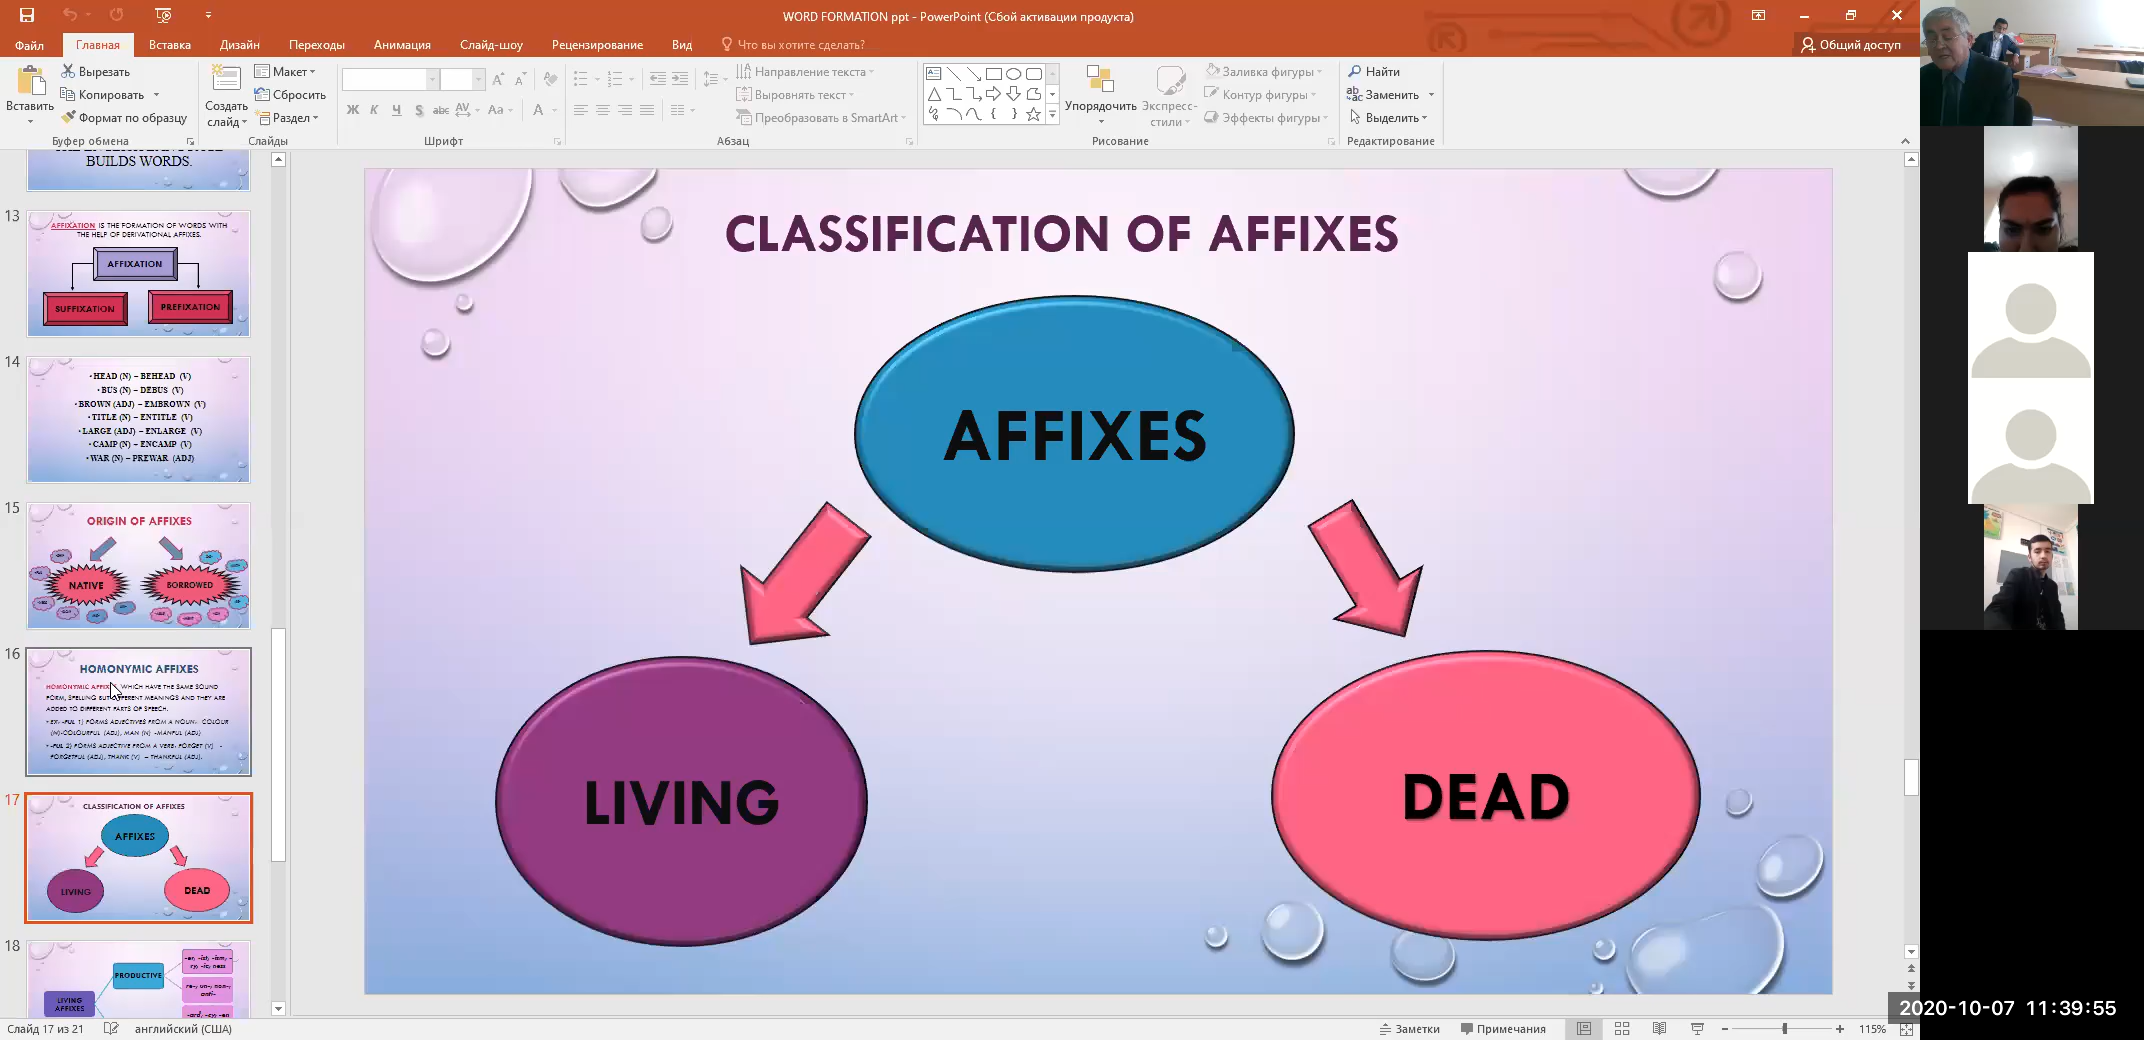 WORD FORMATION ppt - PowerPoint (Сбой активации продукта)
Файл
Главная
Вставка
Дизайн
Переходы
Анимация
Слайд-шоу
Рецензирование
Вид
Что вы хотите сделать?
Общий доступ
Вставить
Вырезать
Копировать
Формат по образцу
Буфер обмена
Создать слайд
Макет
Сбросить
Раздел
Слайды
Ж К Ч S abc AV Aa A
Шрифт
Направление текста
Выровнять текст
Преобразовать в SmartArt
Абзац
Упорядочить
Экспресс-стили
Заливка фигуры
Контур фигуры
Эффекты фигуры
Рисование
Найти
Заменить
Выделить
Редактирование
BUILDS WORDS.
13
AFFIXATION IS THE FORMATION OF WORDS WITH
THE HELP OF DERIVATIONAL AFFIXES.
AFFIXATION
SUFFIXATION
PREFIXATION
14
• HEAD (N) – BEHEAD (V)
• BUS (N) – DEBUS (V)
• BROWN (ADJ) – EMBROWN (V)
• TITLE (N) – ENTITLE (V)
• LARGE (ADJ) – ENLARGE (V)
• CAMP (N) – ENCAMP (V)
• WAR (N) – PREWAR (ADJ)
15
ORIGIN OF AFFIXES
NATIVE
BORROWED
16
HOMONYMIC AFFIXES
HOMONYMIC WHICH HAVE THE SAME SOUND
FORM, SPELLING BUT DIFFERENT MEANINGS AND THEY ARE
ADDED TO DIFFERENT PARTS OF SPEECH.
• EX: -FUL 1) FORMS ADJECTIVES FROM A NOUN: COLOUR
(N)-COLOURFUL (ADJ), MAN (N) -MANFUL (ADJ)
• -FUL 2) FORMS ADJECTIVE FROM A VERB: FORGET (V) -
FORGETFUL (ADJ), THANK (V) – THANKFUL (ADJ).
17
CLASSIFICATION OF AFFIXES
AFFIXES
LIVING
DEAD
18
LIVING
AFFIXES
PRODUCTIVE
-er, -ist, -ism, -
cy, -ic, ness
re-, un-, non-,
anti-
CLASSIFICATION OF AFFIXES
AFFIXES
LIVING
DEAD
2020-10-07 11:39:55
Слайд 17 из 21
английский (США)
Заметки
Примечания
115%